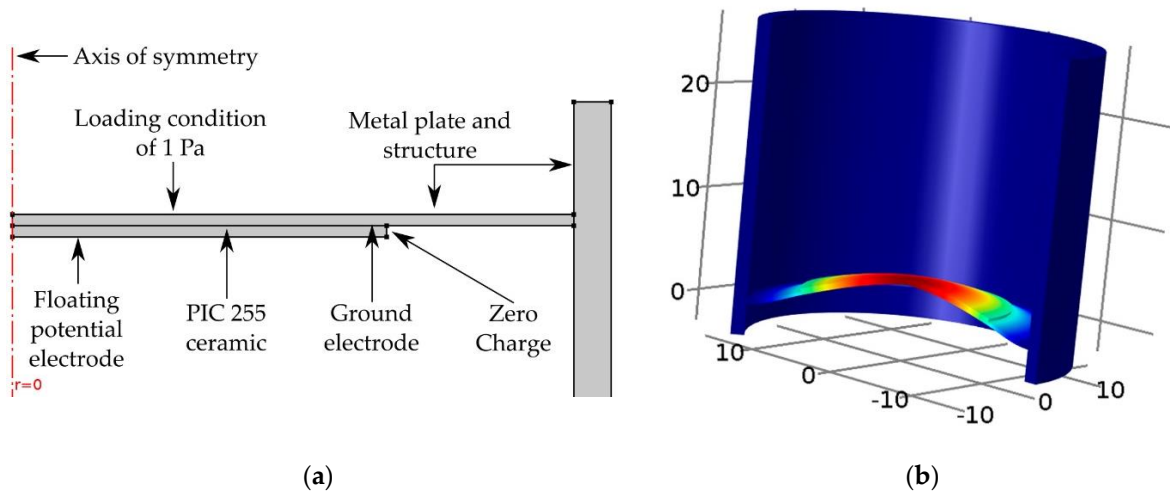 Axis of symmetry
Loading condition
of 1 Pa
Metal plate and
structure
Floating
potential
electrode
PIC 255
ceramic
Ground
electrode
Zero
Charge
r=0
(a)
20
10
0
10
0
-10
-10
0
10
(b)